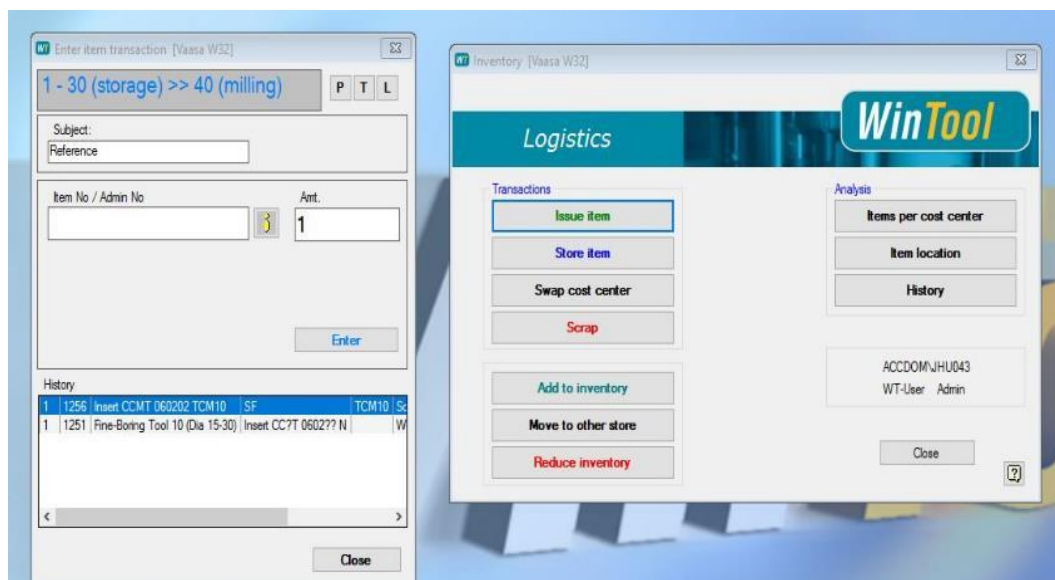 Enter item transaction [Vaasa W32]
1 - 30 (storage) >> 40 (milling)
P T L
Subject:
Reference
Item No / Admin No
Amt.
1
Enter
History
1 1256 Insert CCMT 060202 TCM10 SF TCM10 Sc
1 1251 Fine-Boring Tool 10 (Dia 15-30) Insert CC?T 0602?? N W
Close
Inventory [Vaasa W32]
Logistics
WinTool
Transactions
Issue item
Store item
Swap cost center
Scrap
Add to inventory
Move to other store
Reduce inventory
Analysis
Items per cost center
Item location
History
ACCDOM\JHU043
WT-User Admin
Close